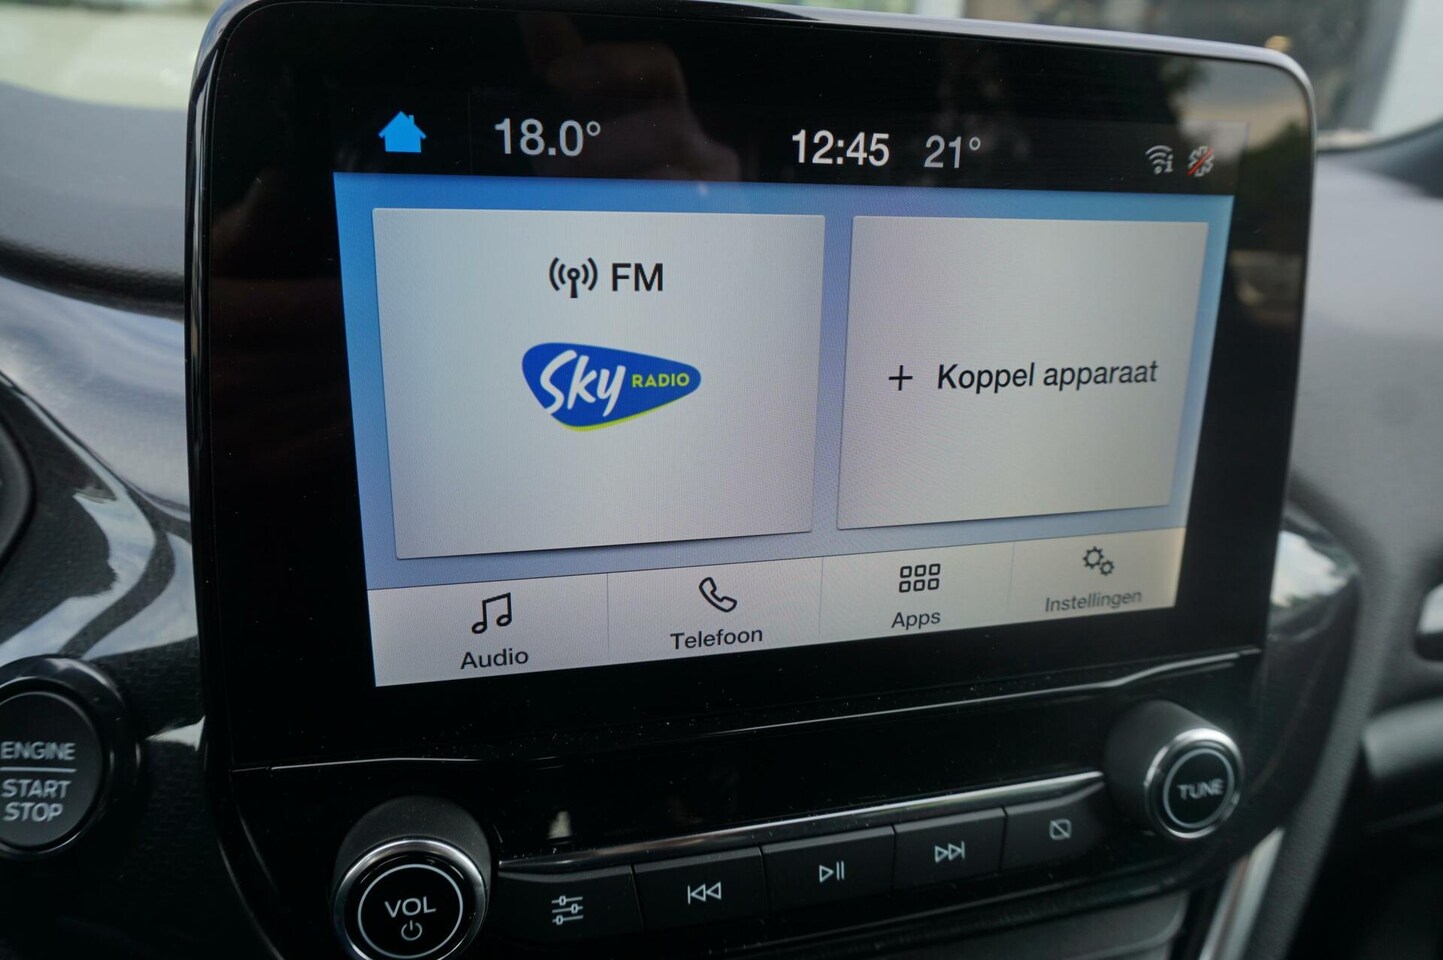 18.0° 12:45 21°
FM
Sky RADIO
+ Koppel apparaat
Audio
Telefoon
Apps
Instellingen
ENGINE
START
STOP
VOL
TUNE